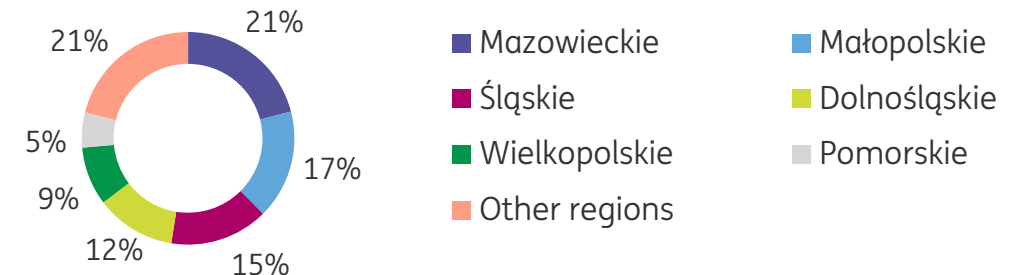 21%
21%
17%
15%
12%
9%
5%
Mazowieckie
Małopolskie
Śląskie
Dolnośląskie
Wielkopolskie
Pomorskie
Other regions